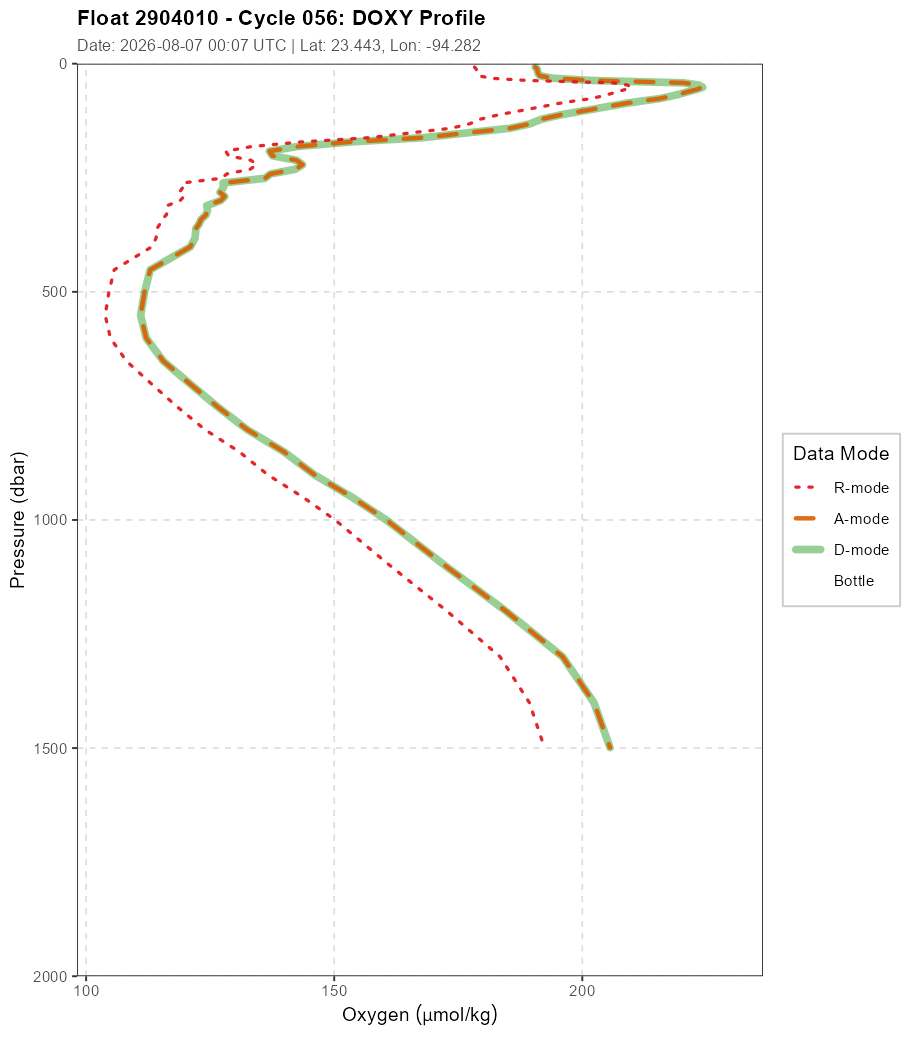 Float 2904010 - Cycle 056: DOXY Profile
Date: 2026-08-07 00:07 UTC | Lat: 23.443, Lon: -94.282
0
500
1000
1500
2000
Pressure (dbar)
100
150
200
Oxygen (μmol/kg)
Data Mode
R-mode
A-mode
D-mode
Bottle